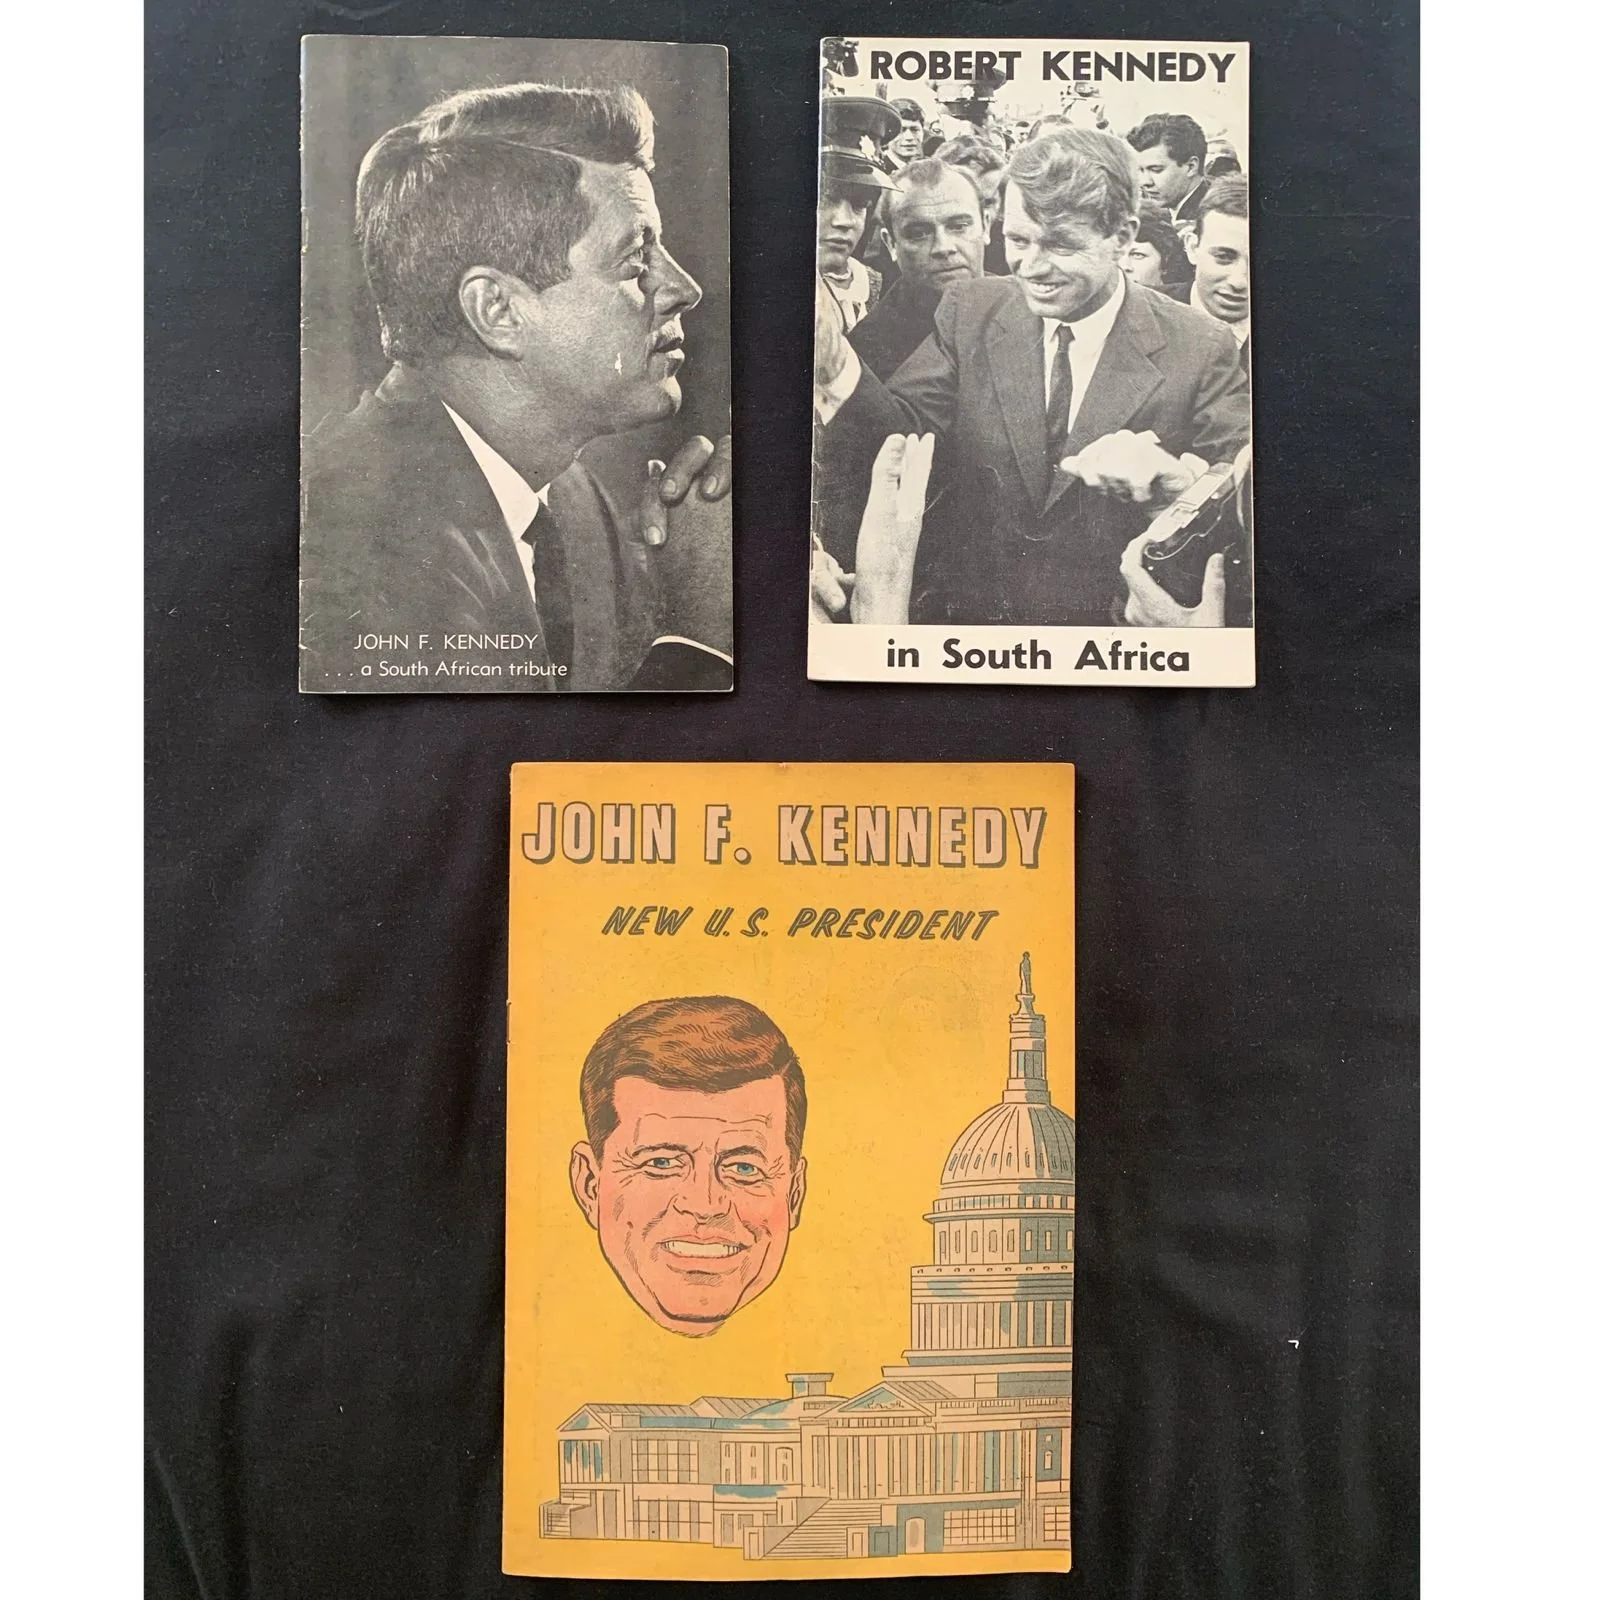 JOHN F. KENNEDY
... a South African tribute
ROBERT KENNEDY
in South Africa
JOHN F. KENNEDY
NEW U.S. PRESIDENT